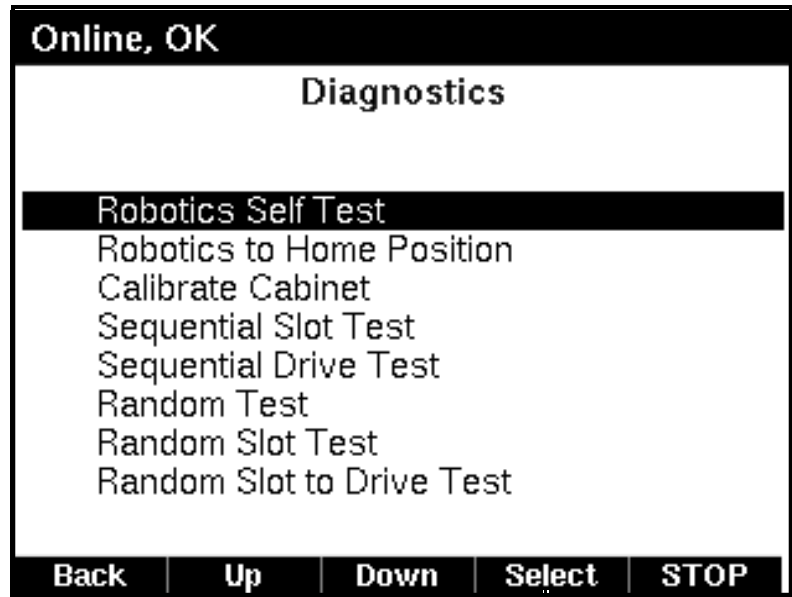 Online, OK
Diagnostics
Robotics Self Test
Robotics to Home Position
Calibrate Cabinet
Sequential Slot Test
Sequential Drive Test
Random Test
Random Slot Test
Random Slot to Drive Test
Back Up Down Select STOP